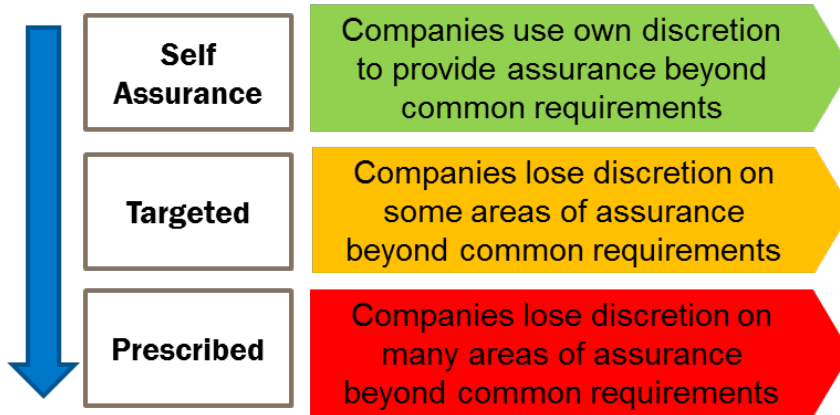 Self
Assurance
Companies use own discretion
to provide assurance beyond
common requirements
Targeted
Companies lose discretion on
some areas of assurance
beyond common requirements
Prescribed
Companies lose discretion on
many areas of assurance
beyond common requirements